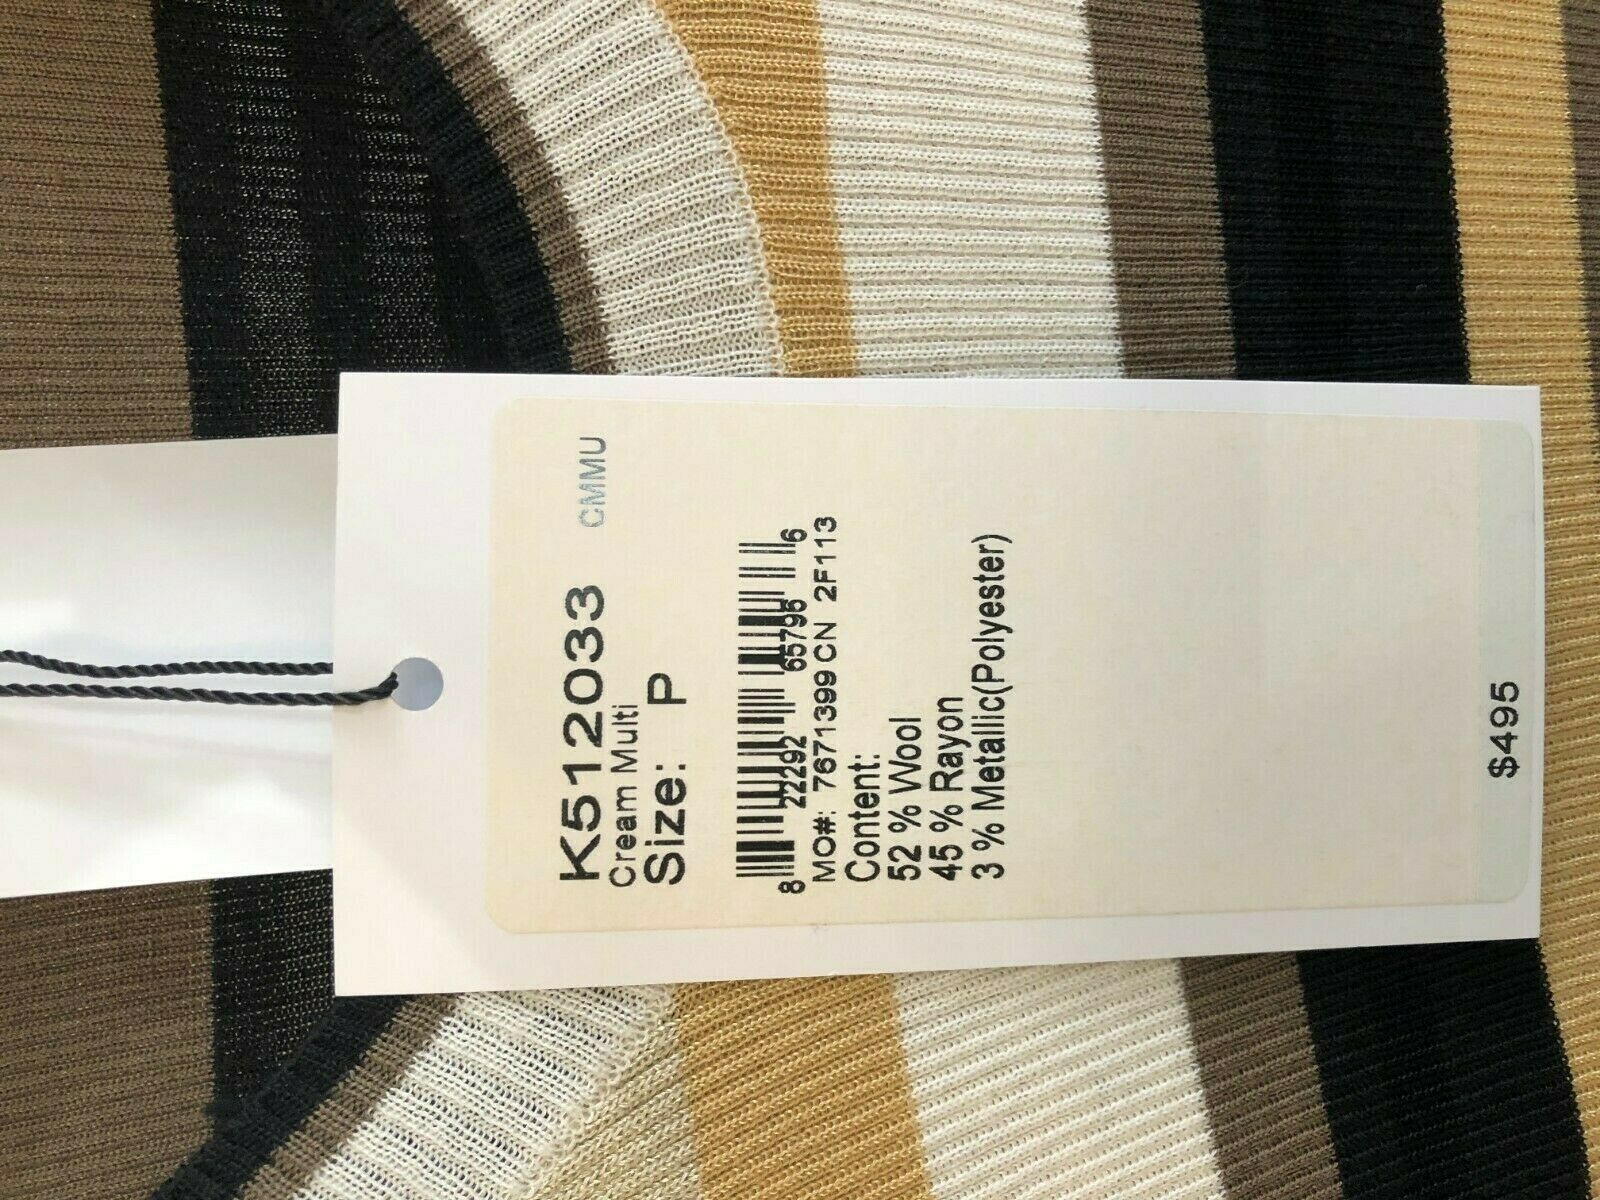 K512033 CMMU
Cream Multi
Size: P
8 22292 65795 6
MO#: 7671399 CN 2F113
Content:
52 % Wool
45 % Rayon
3 % Metallic(Polyester)
$495